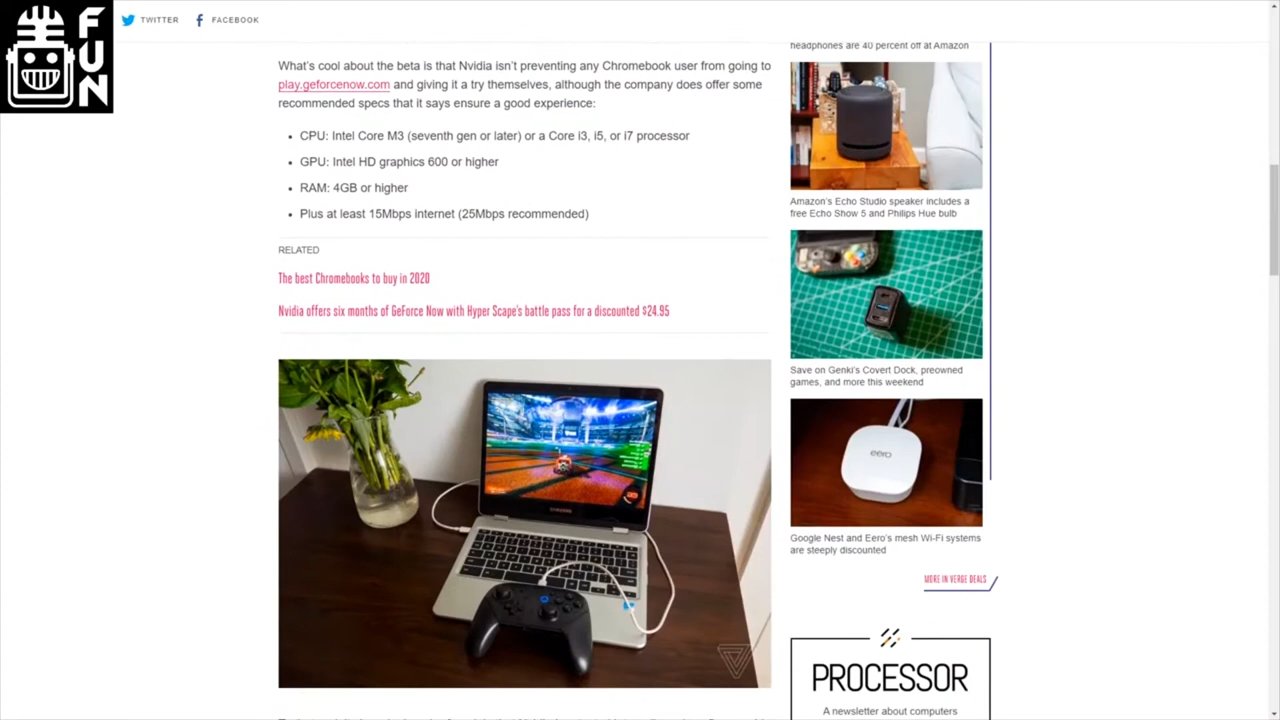 FUN
TWITTER
FACEBOOK
What's cool about the beta is that Nvidia isn't preventing any Chromebook user from going to
play.geforcenow.com and giving it a try themselves, although the company does offer some
recommended specs that it says ensure a good experience:
• CPU: Intel Core M3 (seventh gen or later) or a Core i3, i5, or i7 processor
• GPU: Intel HD graphics 600 or higher
• RAM: 4GB or higher
• Plus at least 15Mbps internet (25Mbps recommended)
RELATED
The best Chromebooks to buy in 2020
Nvidia offers six months of GeForce Now with Hyper Scape's battle pass for a discounted $24.95
SAMSUNG
headphones are 40 percent off at Amazon
Amazon's Echo Studio speaker includes a
free Echo Show 5 and Philips Hue bulb
Save on Genki's Covert Dock, preowned
games, and more this weekend
eero
Google Nest and Eero's mesh Wi-Fi systems
are steeply discounted
MORE IN VERGE DEALS
PROCESSOR
A newsletter about computers